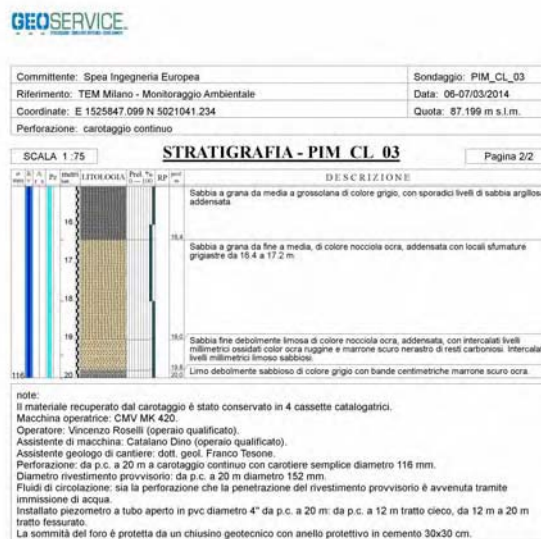 GEOSERVICE
Committente: Spea Ingegneria Europea
Sondaggio: PIM_CL_03
Riferimento: TEM Milano - Monitoraggio Ambientale
Data: 06-07/03/2014
Coordinate: E 1525847.099 N 5021041.234
Quota: 87.199 m s.l.m.
Perforazione: carotaggio continuo
SCALA 1:75
STRATIGRAFIA - PIM_CL_03
Pagina 2/2
Pz metri LITOLOGIA Prel. % RP prof. DESCRIZIONE
0 --- 100 m
Sabbia a grana da media a grossolana di colore grigio, con sporadici livelli di sabbia argillosa
addensata.
16
16.4
Sabbia a grana da fine a media, di colore nocciola ocra, addensata con locali sfumature
grigiastre da 16.4 a 17.2 m.
17
18
19
19.0
Sabbia fine debolmente limosa di colore nocciola ocra, addensata, con intercalati livelli
millimetrici ossidati color ocra ruggine e marrone scuro nerastro di resti carboniosi. Intercalati
livelli millimetrici limoso sabbiosi.
19.8
Limo debolmente sabbioso di colore grigio con bande centimetriche marrone scuro ocra.
116
20
20.0
note:
Il materiale recuperato dal carotaggio è stato conservato in 4 cassette catalogatrici.
Macchina operatrice: CMV MK 420.
Operatore: Vincenzo Roselli (operaio qualificato).
Assistente di macchina: Catalano Dino (operaio qualificato).
Assistente geologo di cantiere: dott. geol. Franco Tesone.
Perforazione: da p.c. a 20 m a carotaggio continuo con carotiere semplice diametro 116 mm.
Diametro rivestimento provvisorio: da p.c. a 20 m diametro 152 mm.
Fluidi di circolazione: sia la perforazione che la penetrazione del rivestimento provvisorio è avvenuta tramite
immissione di acqua.
Installato piezometro a tubo aperto in pvc diametro 4" da p.c. a 20 m: da p.c. a 12 m tratto cieco, da 12 m a 20 m
tratto fessurato.
La sommità del foro è protetta da un chiusino geotecnico con anello protettivo in cemento 30x30 cm.